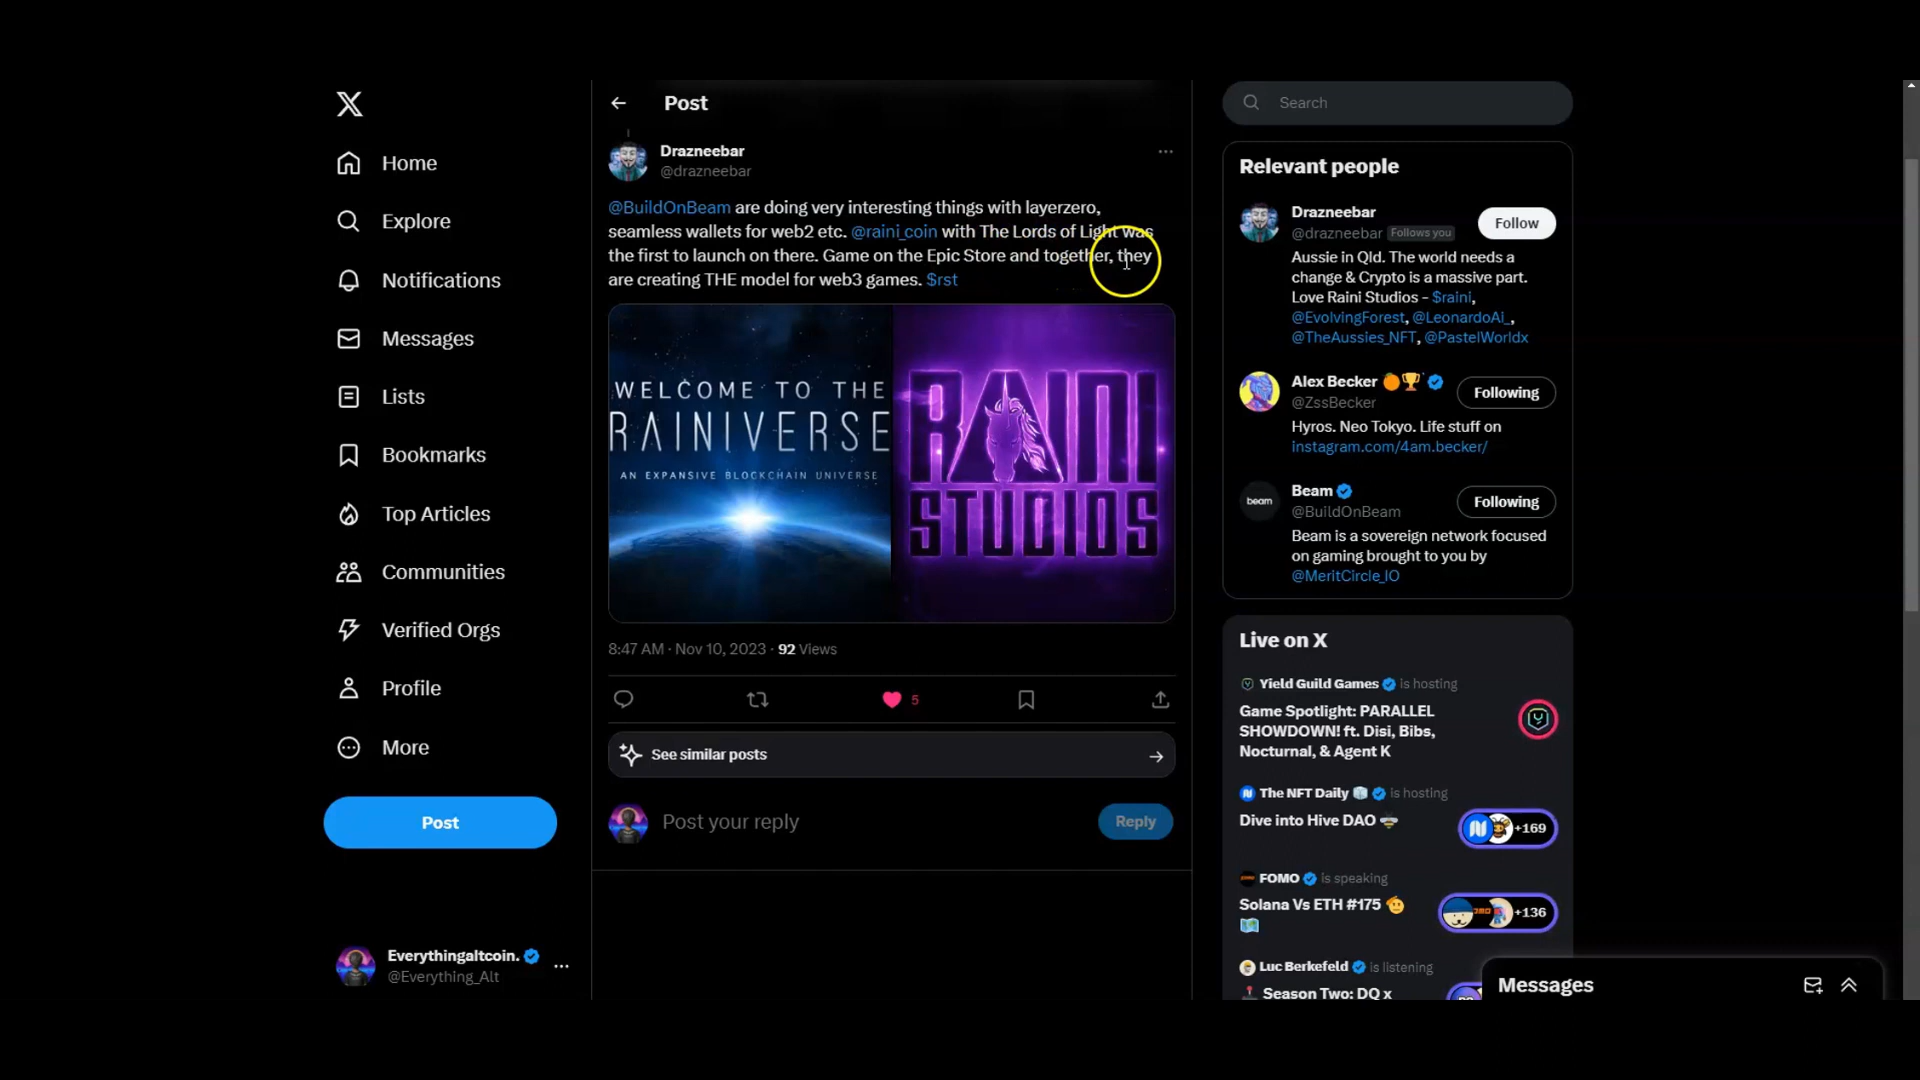 Home
Explore
Notifications
Messages
Lists
Bookmarks
Top Articles
Communities
Verified Orgs
Profile
More
Post
Everythingaltcoin.
@Everything_Alt
Post
Drazneebar
@drazneebar
@BuildOnBeam are doing very interesting things with layerzero,
seamless wallets for web2 etc. @raini_coin with The Lords of Light was
the first to launch on there. Game on the Epic Store and together, they
are creating THE model for web3 games. $rst
WELCOME TO THE
RAINIVERSE
AN EXPANSIVE BLOCKCHAIN UNIVERSE
RAINI
STUDIOS
8:47 AM · Nov 10, 2023 · 92 Views
5
See similar posts
Post your reply
Reply
Search
Relevant people
Drazneebar
@drazneebar Follows you
Follow
Aussie in Qld. The world needs a
change & Crypto is a massive part.
Love Raini Studios - $raini,
@EvolvingForest, @LeonardoAi_,
@TheAussies_NFT, @PastelWorldx
Alex Becker
@ZssBecker
Following
Hyros. Neo Tokyo. Life stuff on
instagram.com/4am.becker/
beam
Beam
@BuildOnBeam
Following
Beam is a sovereign network focused
on gaming brought to you by
@MeritCircle_IO
Live on X
Yield Guild Games is hosting
Game Spotlight: PARALLEL
SHOWDOWN! ft. Disi, Bibs,
Nocturnal, & Agent K
The NFT Daily is hosting
Dive into Hive DAO
+169
FOMO is speaking
Solana Vs ETH #175
+136
Luc Berkefeld is listening
Season Two: DQ x
Messages